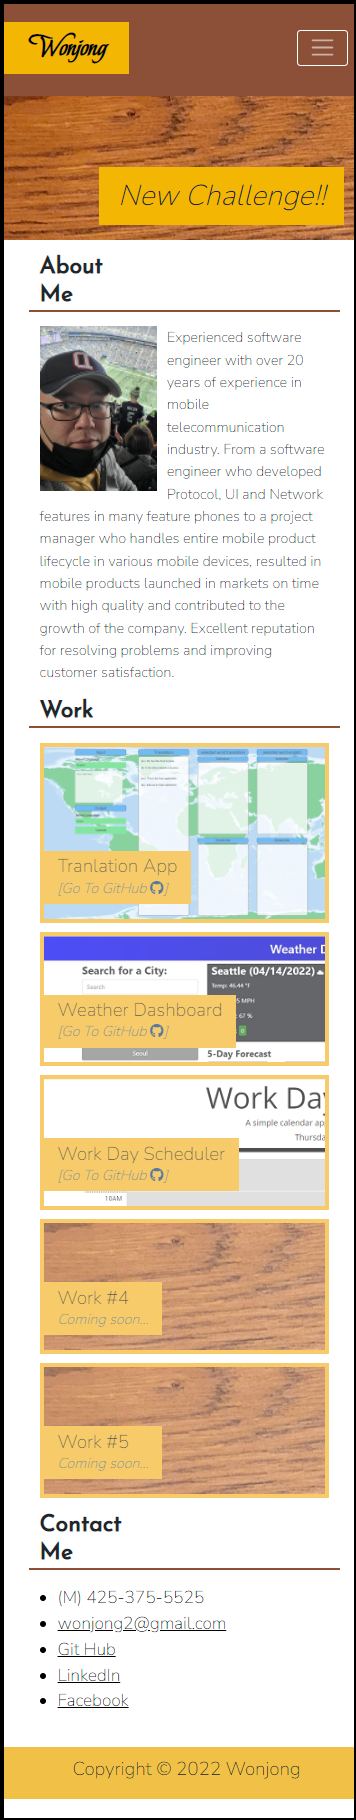 Wonjong
New Challenge!!
About
Me
Experienced software
engineer with over 20
years of experience in
mobile
telecommunication
industry. From a software
engineer who developed
Protocol, UI and Network
features in many feature phones to a project
manager who handles entire mobile product
lifecycle in various mobile devices, resulted in
mobile products launched in markets on time
with high quality and contributed to the
growth of the company. Excellent reputation
for resolving problems and improving
customer satisfaction.
Work
Tranlation App
[Go To GitHub ]
Weather D
Search for a City:
Seattle (04/14/2022)
Search
Temp: 46.44 °F
MPH
67 %
0
Weather Dashboard
[Go To GitHub ]
Seoul
5-Day Forecast
Work Day
A simple calendar ap
Thursda
Work Day Scheduler
[Go To GitHub ]
10AM
Work #4
Coming soon...
Work #5
Coming soon...
Contact
Me
(M) 425-375-5525
wonjong2@gmail.com
Git Hub
LinkedIn
Facebook
Copyright © 2022 Wonjong